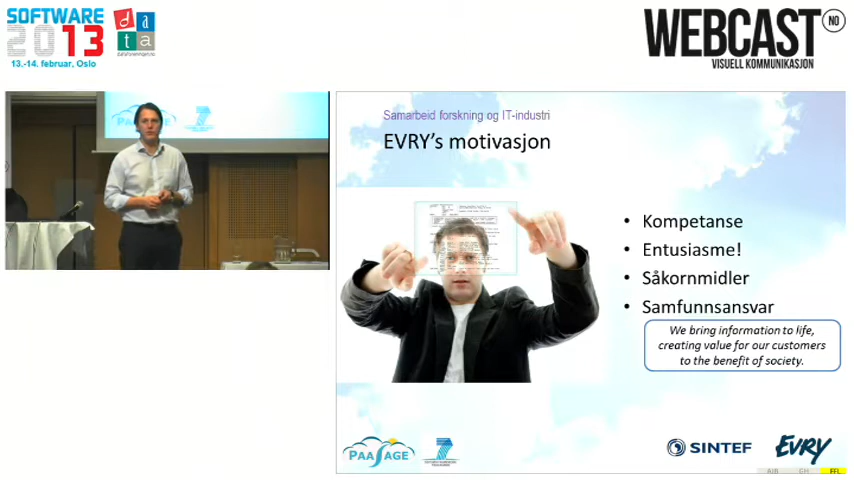 SOFTWARE
2013
13.-14. februar, Oslo
data
WEBCAST NO
VISUELL KOMMUNIKASJON
Samarbeid forskning og IT-industri
EVRY's motivasjon
• Kompetanse
• Entusiasme!
• Såkornmidler
• Samfunnsansvar
We bring information to life,
creating value for our customers
to the benefit of society.
PAASAGE
7
SINTEF
EVRY